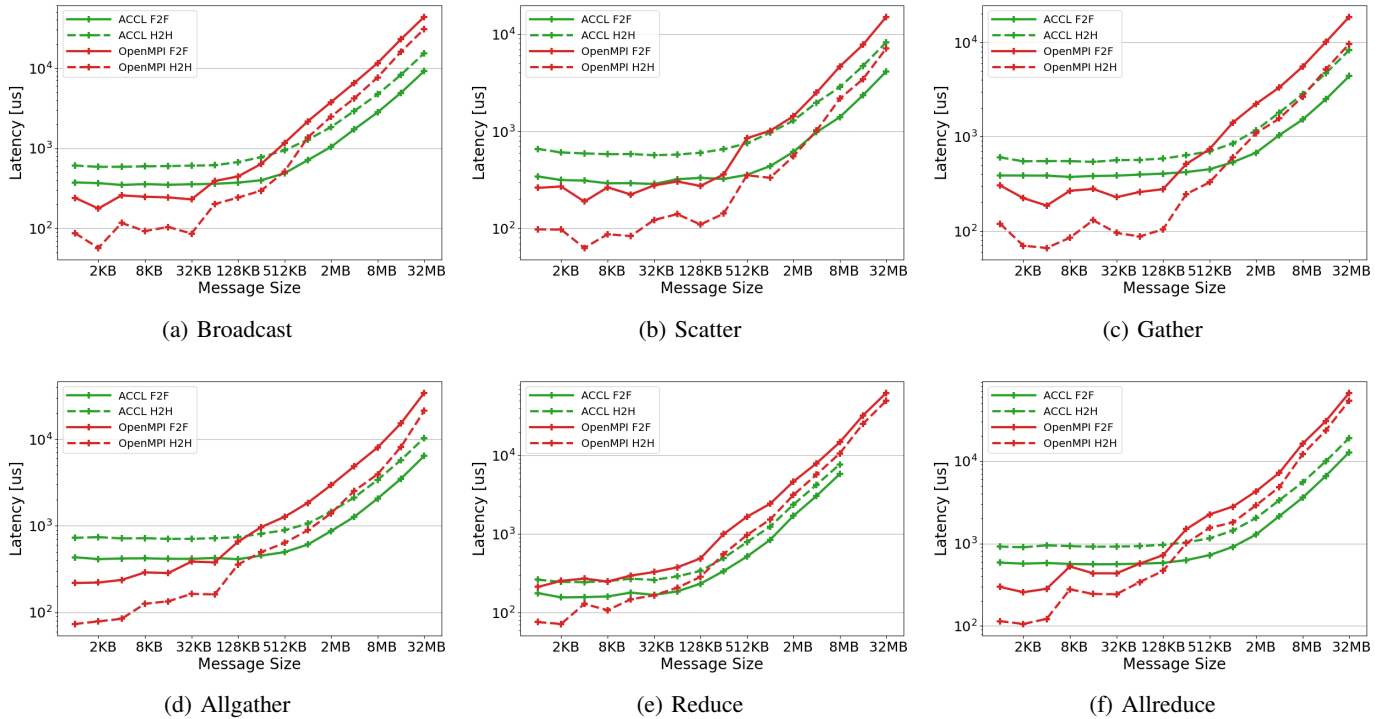 ACCL F2F
ACCL H2H
OpenMPI F2F
OpenMPI H2H
Latency [us]
10^4
10^3
10^2
2KB 8KB 32KB 128KB 512KB 2MB 8MB 32MB
Message Size
(a) Broadcast
ACCL F2F
ACCL H2H
OpenMPI F2F
OpenMPI H2H
Latency [us]
10^4
10^3
10^2
2KB 8KB 32KB 128KB 512KB 2MB 8MB 32MB
Message Size
(b) Scatter
ACCL F2F
ACCL H2H
OpenMPI F2F
OpenMPI H2H
Latency [us]
10^4
10^3
10^2
2KB 8KB 32KB 128KB 512KB 2MB 8MB 32MB
Message Size
(c) Gather
ACCL F2F
ACCL H2H
OpenMPI F2F
OpenMPI H2H
Latency [us]
10^4
10^3
10^2
2KB 8KB 32KB 128KB 512KB 2MB 8MB 32MB
Message Size
(d) Allgather
ACCL F2F
ACCL H2H
OpenMPI F2F
OpenMPI H2H
Latency [us]
10^4
10^3
10^2
2KB 8KB 32KB 128KB 512KB 2MB 8MB 32MB
Message Size
(e) Reduce
ACCL F2F
ACCL H2H
OpenMPI F2F
OpenMPI H2H
Latency [us]
10^4
10^3
10^2
2KB 8KB 32KB 128KB 512KB 2MB 8MB 32MB
Message Size
(f) Allreduce